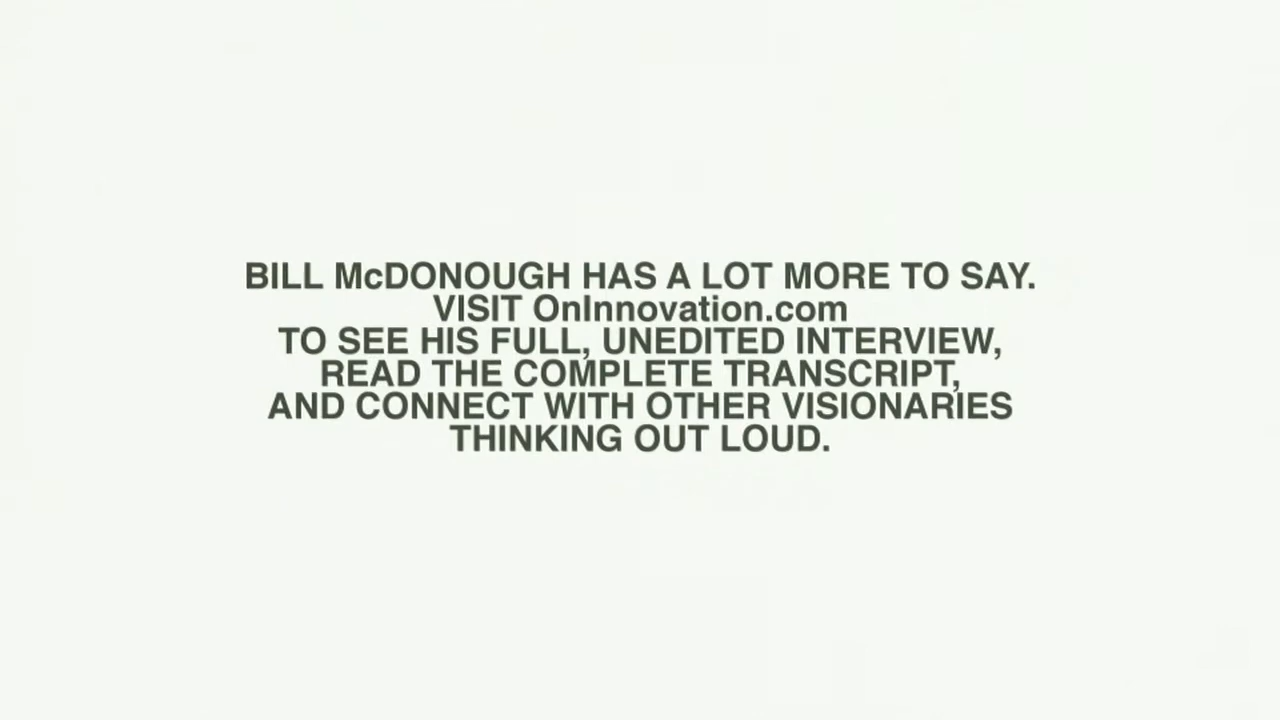 BILL McDONOUGH HAS A LOT MORE TO SAY.
VISIT OnInnovation.com
TO SEE HIS FULL, UNEDITED INTERVIEW,
READ THE COMPLETE TRANSCRIPT,
AND CONNECT WITH OTHER VISIONARIES
THINKING OUT LOUD.